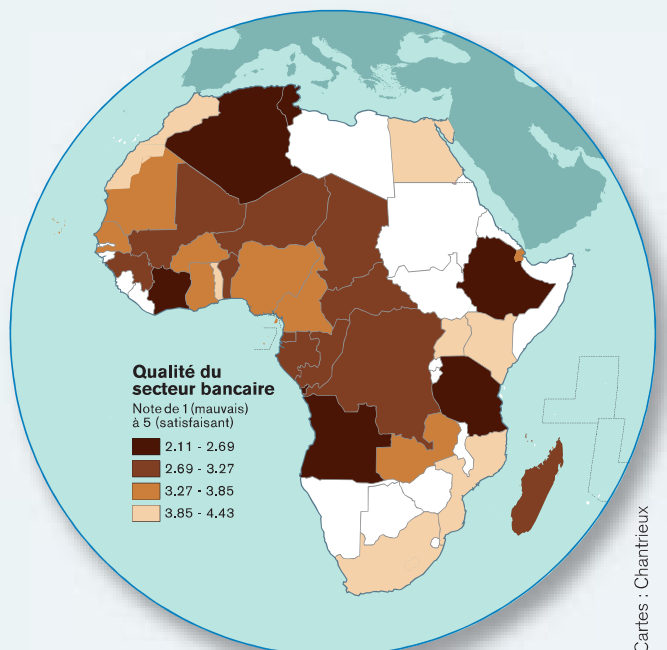 Qualité du
secteur bancaire
Note de 1 (mauvais)
à 5 (satisfaisant)
2.11 - 2.69
2.69 - 3.27
3.27 - 3.85
3.85 - 4.43
Cartes : Chantrieux